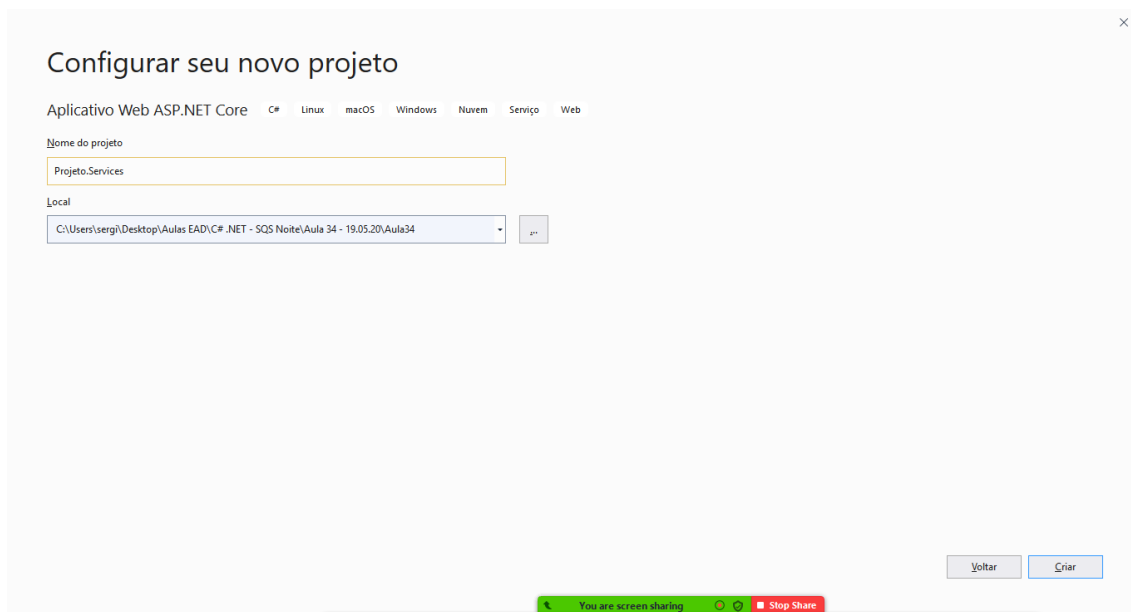 Configurar seu novo projeto
Aplicativo Web ASP.NET Core C# Linux macOS Windows Nuvem Serviço Web
Nome do projeto
Projeto.Services
Local
C:\Users\sergi\Desktop\Aulas EAD\C# .NET - SQS Noite\Aula 34 - 19.05.20\Aula34
...
Voltar Criar
You are screen sharing Stop Share